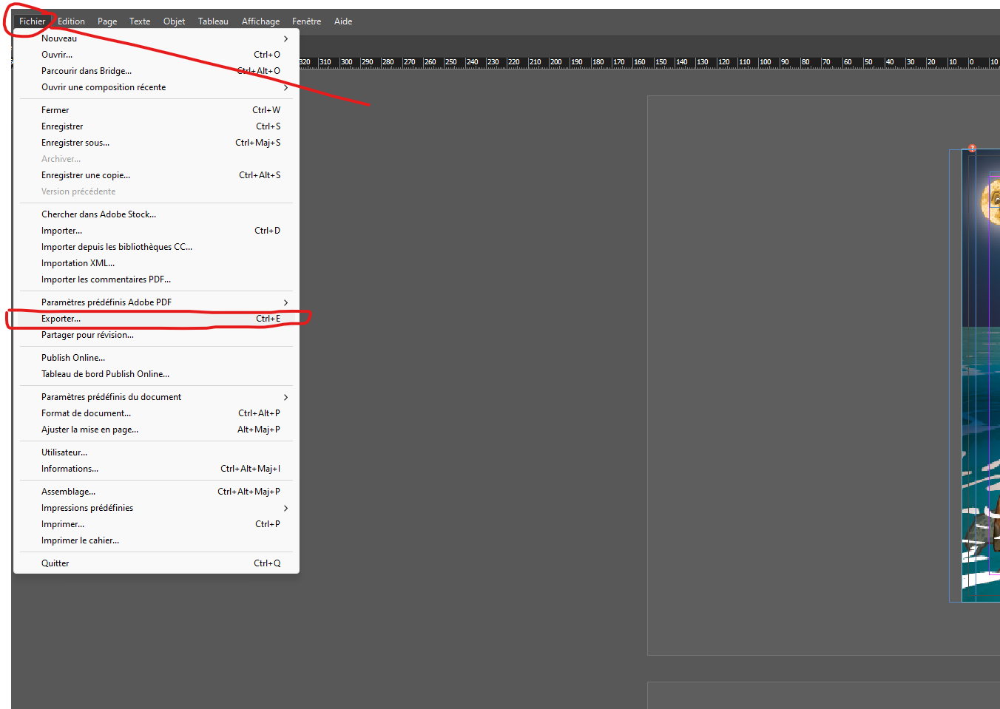 Fichier Edition Page Texte Objet Tableau Affichage Fenêtre Aide
Nouveau
Ouvrir... Ctrl+O
Parcourir dans Bridge... Ctrl+Alt+O
320 310 300 290 280 270 260 250 240 230 220 210 200 190 180 170 160 150 140 130 120 110 100 90 80 70 60 50 40 30 20 10 0 10
Ouvrir une composition récente
Fermer Ctrl+W
Enregistrer Ctrl+S
Enregistrer sous... Ctrl+Maj+S
Archiver...
Enregistrer une copie... Ctrl+Alt+S
Version précédente
Chercher dans Adobe Stock...
Importer... Ctrl+D
Importer depuis les bibliothèques CC...
Importation XML...
Importer les commentaires PDF...
Paramètres prédéfinis Adobe PDF
Exporter... Ctrl+E
Partager pour révision...
Publish Online...
Tableau de bord Publish Online...
Paramètres prédéfinis du document
Format de document... Ctrl+Alt+P
Ajuster la mise en page... Alt+Maj+P
Utilisateur...
Informations... Ctrl+Alt+Maj+I
Assemblage... Ctrl+Alt+Maj+P
Impressions prédéfinies
Imprimer... Ctrl+P
Imprimer le cahier...
Quitter Ctrl+Q